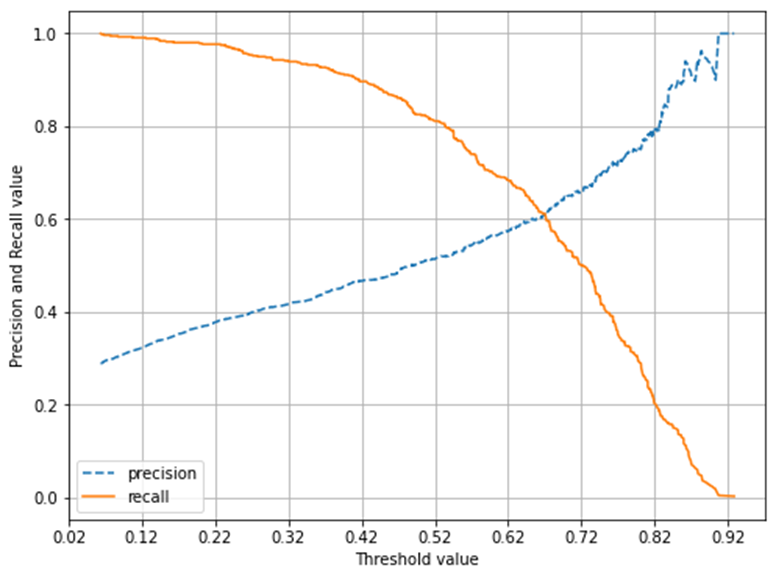 Precision and Recall value
1.0
0.8
0.6
0.4
0.2
0.0
precision
recall
0.02 0.12 0.22 0.32 0.42 0.52 0.62 0.72 0.82 0.92
Threshold value